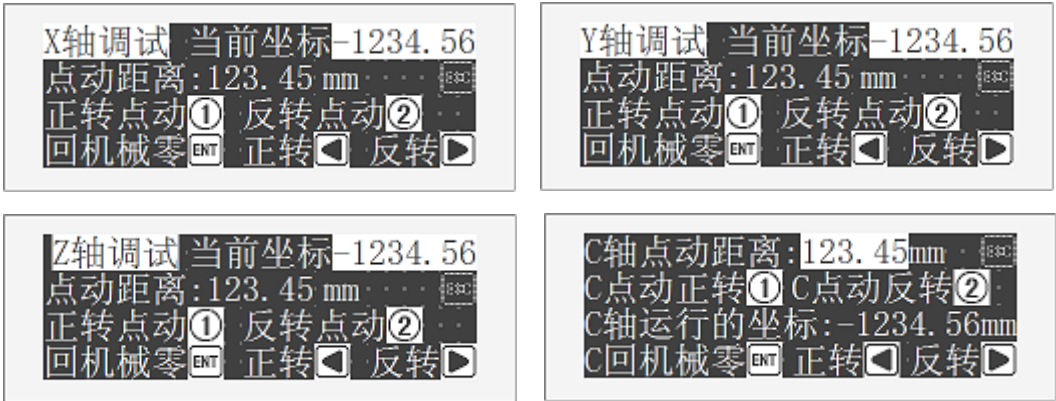 X轴调试 当前坐标-1234.56
点动距离:123.45mm ESC
正转点动① 反转点动②
回机械零ENT 正转◀ 反转▶
Y轴调试 当前坐标-1234.56
点动距离:123.45mm ESC
正转点动① 反转点动②
回机械零ENT 正转◀ 反转▶
Z轴调试 当前坐标-1234.56
点动距离:123.45mm ESC
正转点动① 反转点动②
回机械零ENT 正转◀ 反转▶
C轴点动距离:123.45mm ESC
C点动正转① C点动反转②
C轴运行的坐标:-1234.56mm
C回机械零ENT 正转◀ 反转▶